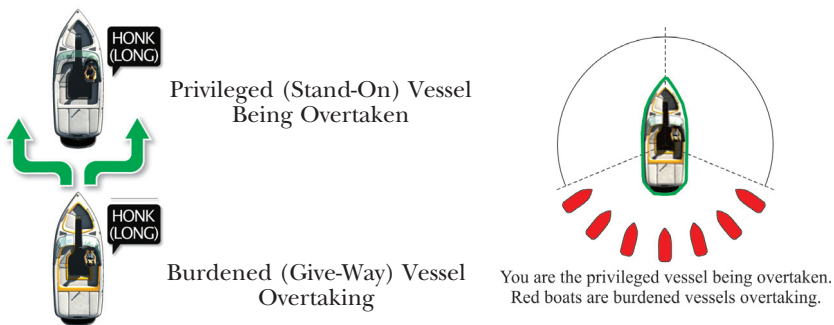 HONK
(LONG)
Privileged (Stand-On) Vessel
Being Overtaken
HONK
(LONG)
Burdened (Give-Way) Vessel
Overtaking
You are the privileged vessel being overtaken.
Red boats are burdened vessels overtaking.